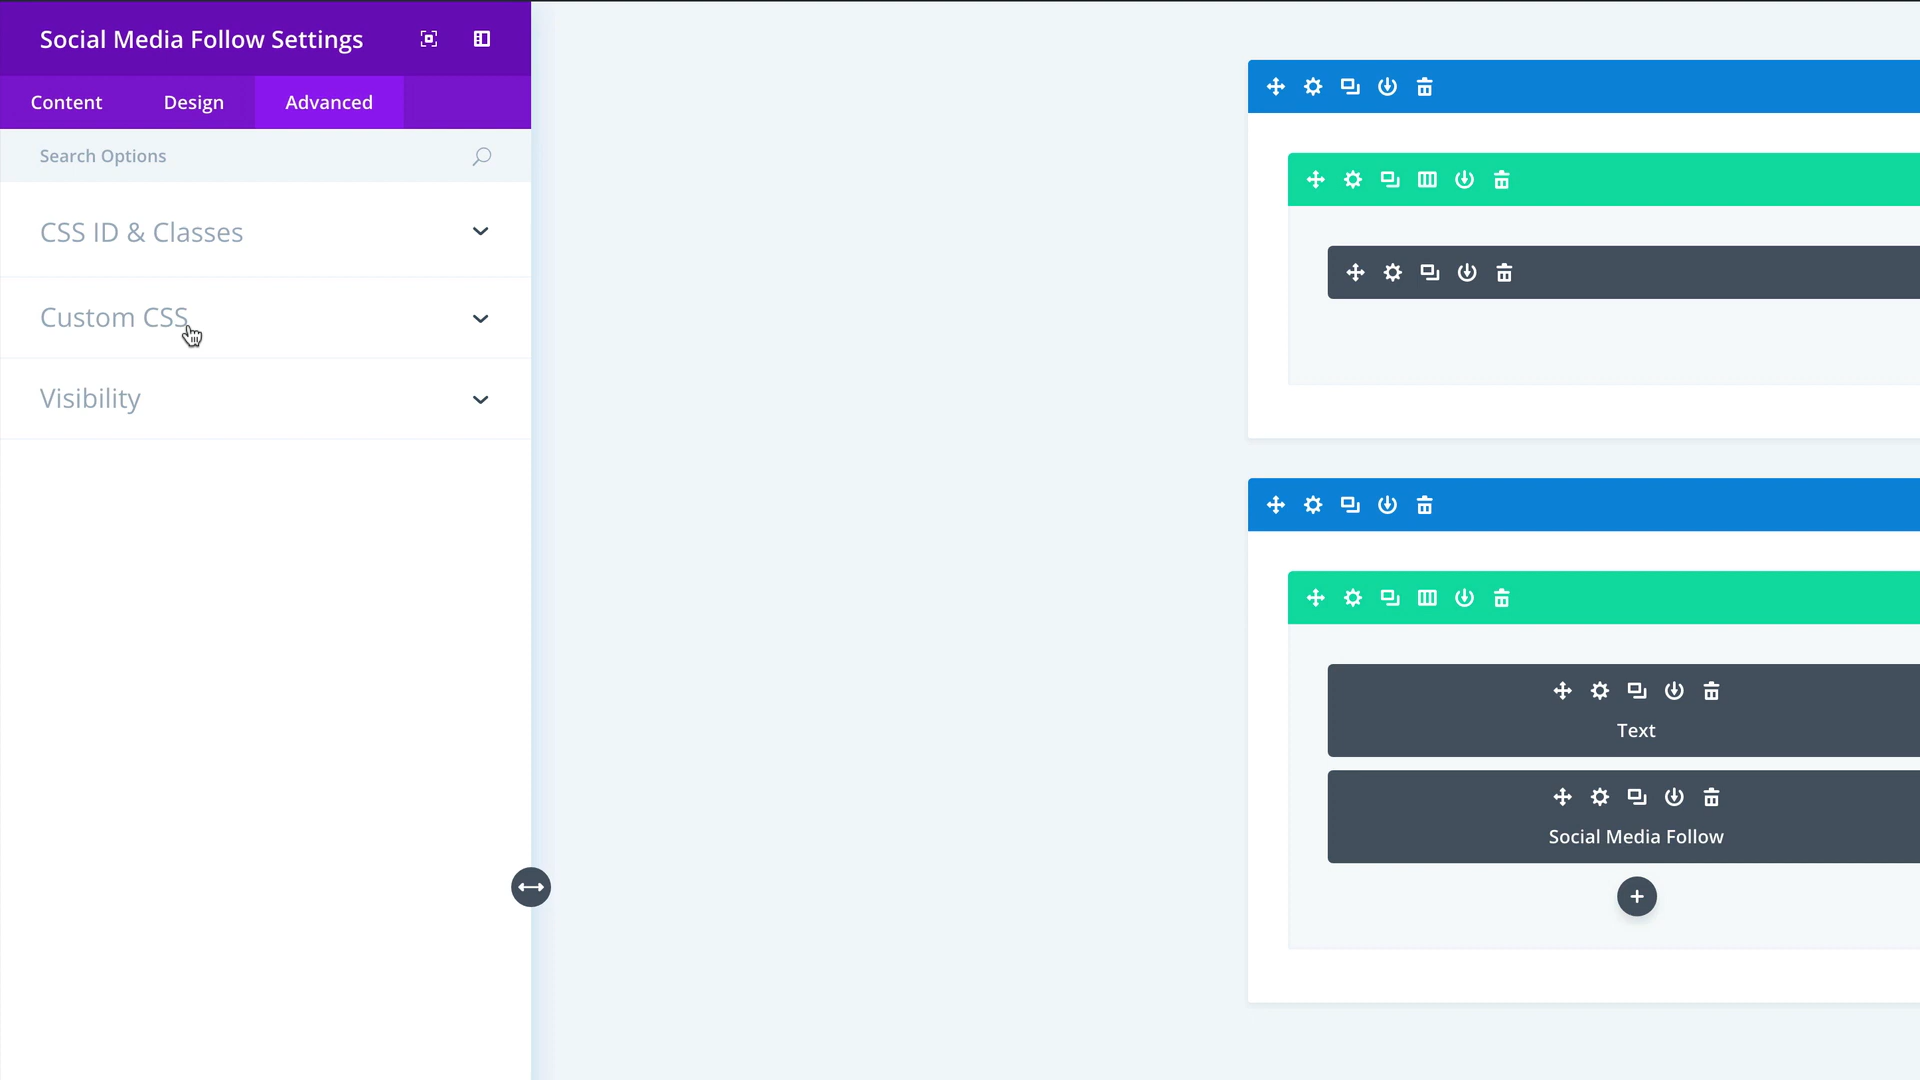 Social Media Follow Settings
Content Design Advanced
Search Options
CSS ID & Classes
Custom CSS
Visibility
Text
Social Media Follow